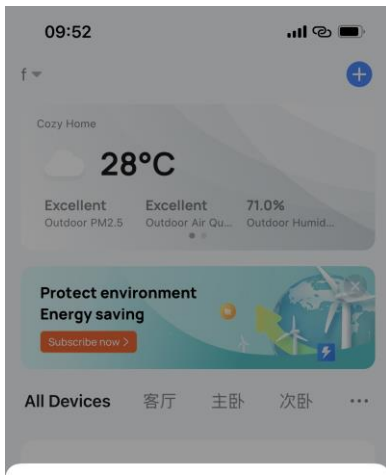 09:52
f
Cozy Home
28°C
Excellent Excellent 71.0%
Outdoor PM2.5 Outdoor Air Qu... Outdoor Humid...
Protect environment
Energy saving
Subscribe now >
All Devices 客厅 主卧 次卧 ...